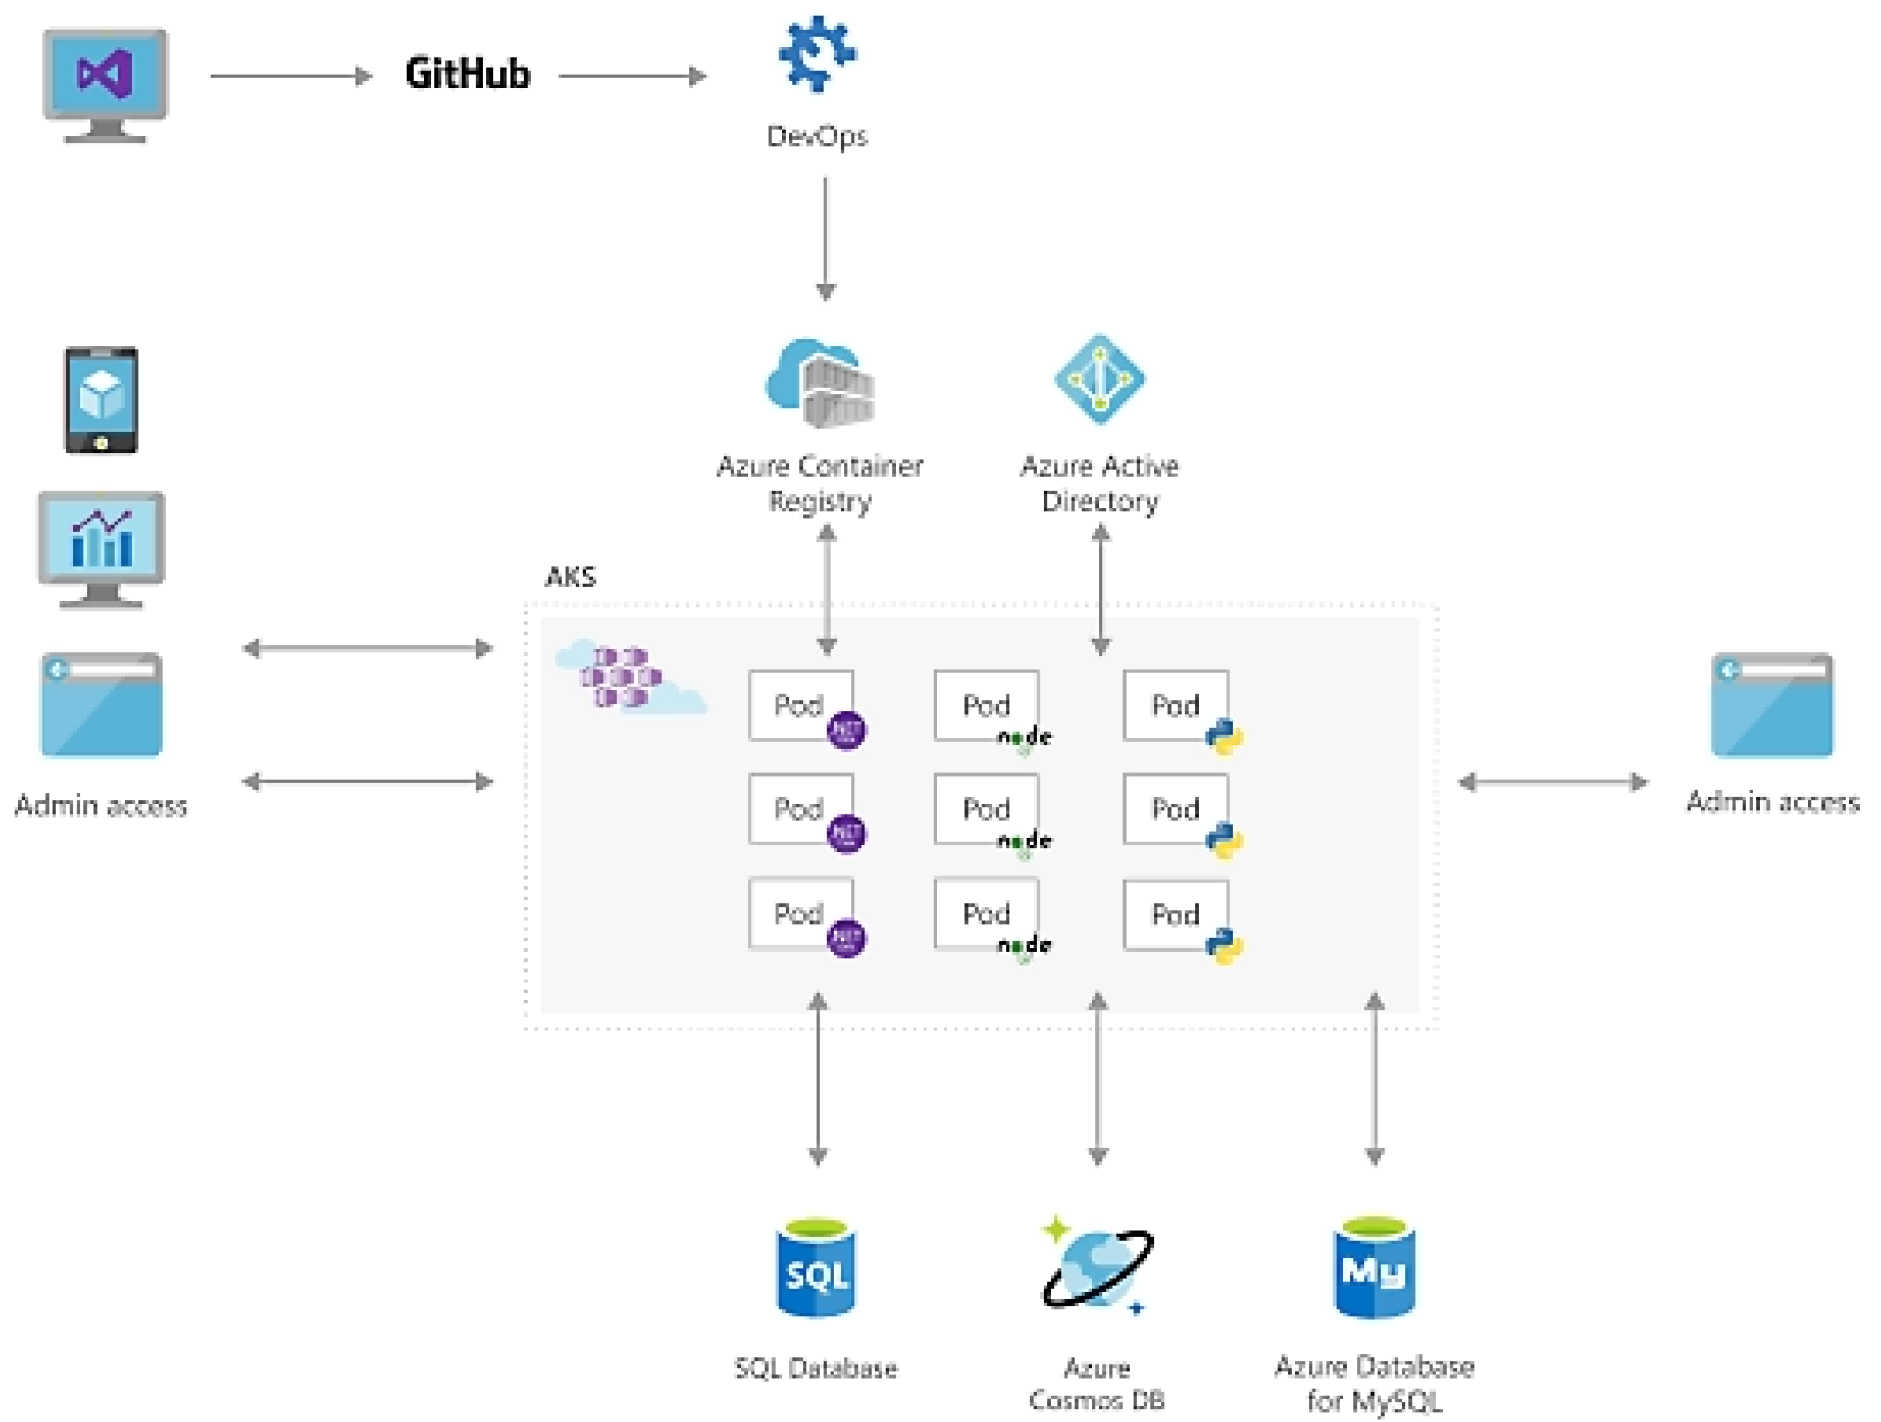 GitHub
DevOps
Azure Container
Registry
Azure Active
Directory
AKS
Pod
Pod
node
Pod
Pod
Pod
node
Pod
Pod
Pod
node
Pod
Admin access
Admin access
SQL
My
SQL Database
Azure
Cosmos DB
Azure Database
for MySQL